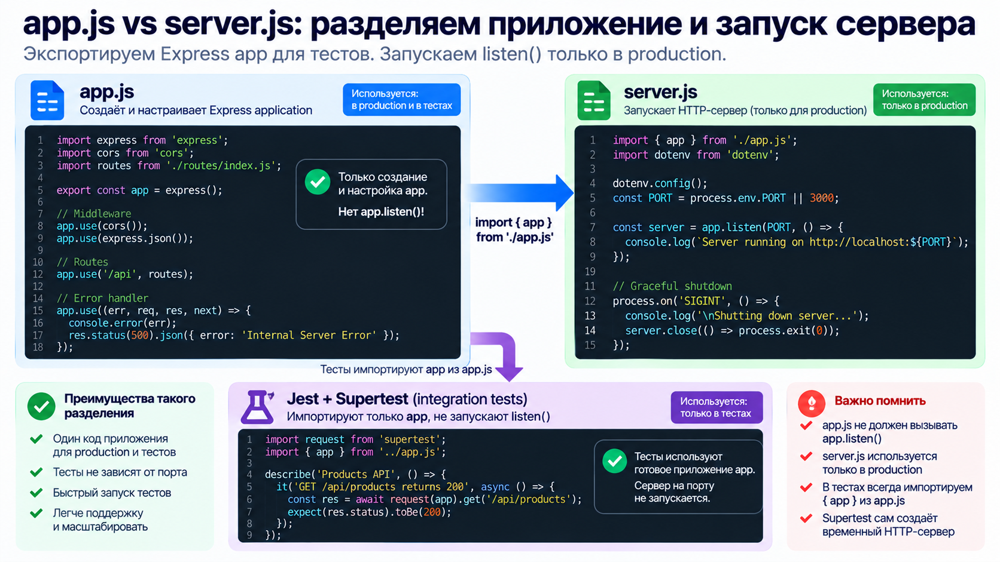 app.js vs server.js: разделяем приложение и запуск сервера
Экспортируем Express app для тестов. Запускаем listen() только в production.
app.js
Создаёт и настраивает Express application
Используется:
в production и в тестах
1 import express from 'express';
2 import cors from 'cors';
3 import routes from './routes/index.js';
4
5 export const app = express();
6
7 // Middleware
8 app.use(cors());
9 app.use(express.json());
9
10 // Routes
12 app.use('/api', routes);
12
14 // Error handler
15 app.use((err, req, res, next) => {
16   console.error(err);
17   res.status(500).json({ error: 'Internal Server Error' });
18 });
Только создание
и настройка app.
Нет app.listen()!
import { app }
from './app.js'
server.js
Запускает HTTP-сервер (только для production)
Используется:
только в production
1 import { app } from './app.js';
2 import dotenv from 'dotenv';
3
4 dotenv.config();
5 const PORT = process.env.PORT || 3000;
6
7 const server = app.listen(PORT, () => {
8   console.log(`Server running on http://localhost:${PORT}`);
9 });
19
11 // Graceful shutdown
12 process.on('SIGINT', () => {
13   console.log('\nShutting down server...');
14   server.close(() => process.exit(0));
15 });
Тесты импортируют app из app.js
Преимущества такого
разделения
Один код приложения
для production и тестов
Тесты не зависят от порта
Быстрый запуск тестов
Легче поддержку
и масштабировать
Jest + Supertest (integration tests)
Импортируют только app, не запускают listen()
Используется:
только в тестах
1 import request from 'supertest';
2 import { app } from '../app.js';
3
4 describe('Products API', () => {
5   it('GET /api/products returns 200', async () => {
6     const res = await request(app).get('/api/products');
7     expect(res.status).toBe(200);
8   });
9 });
Тесты используют
готовое приложение app.
Сервер на порту
не запускается.
Важно помнить
app.js не должен вызывать
app.listen()
server.js используется
только в production
В тестах всегда импортируем
{ app } из app.js
Supertest сам создаёт
временный HTTP-сервер